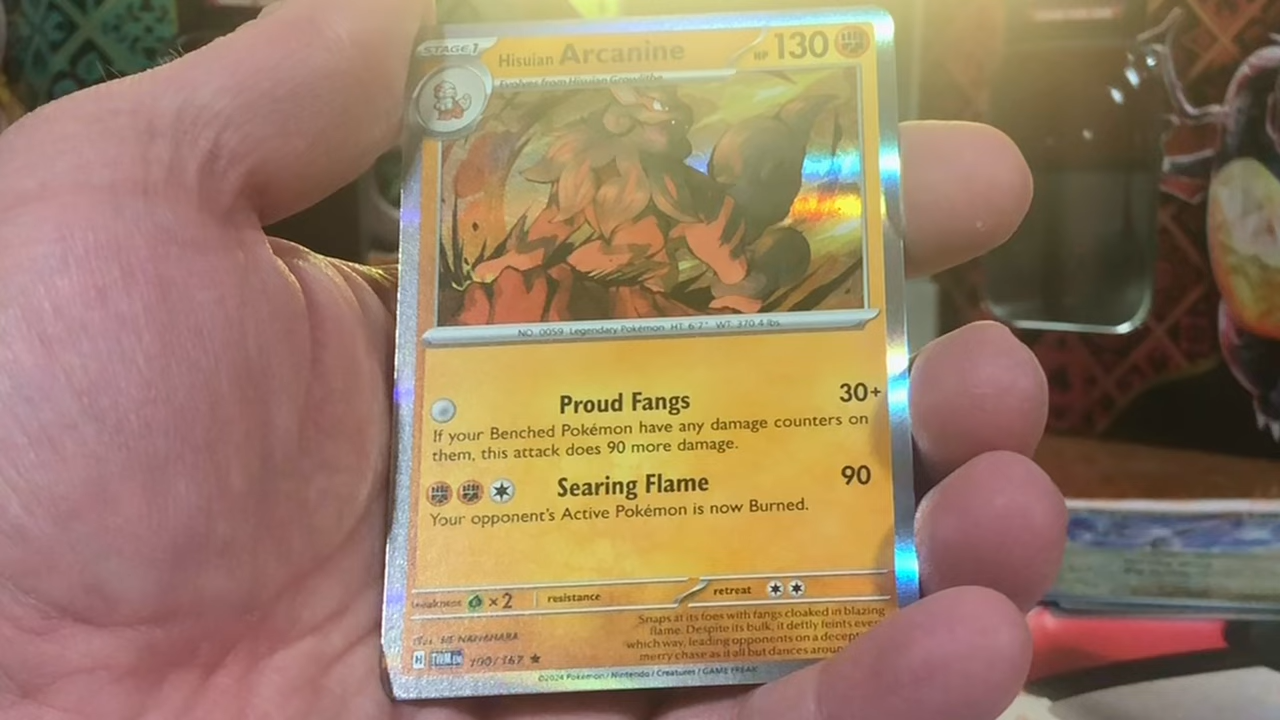 STAGE 1
Hisuian Arcanine
HP 130
Evolves from Hisuian Growlithe
NO. 0059 Legendary Pokémon HT: 6'7" WT: 370.4 lbs.
Proud Fangs 30+
If your Benched Pokémon have any damage counters on
them, this attack does 90 more damage.
Searing Flame 90
Your opponent's Active Pokémon is now Burned.
weakness ×2 resistance retreat
Snaps at its foes with fangs cloaked in blazing
flame. Despite its bulk, it deftly feints every
which way, leading opponents on a
merry chase as it all but dances
Illus.
H TWM EN 100/167 ★
©2024 Pokémon / Nintendo / Creatures / GAME FREAK